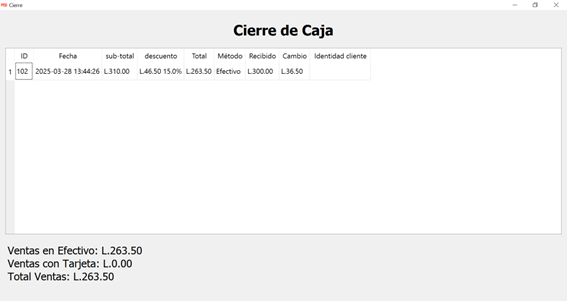 Cierre
Cierre de Caja
ID Fecha sub-total descuento Total Método Recibido Cambio Identidad cliente
1 102 2025-03-28 13:44:26 L.310.00 L.46.50 15.0% L.263.50 Efectivo L.300.00 L.36.50
Ventas en Efectivo: L.263.50
Ventas con Tarjeta: L.0.00
Total Ventas: L.263.50